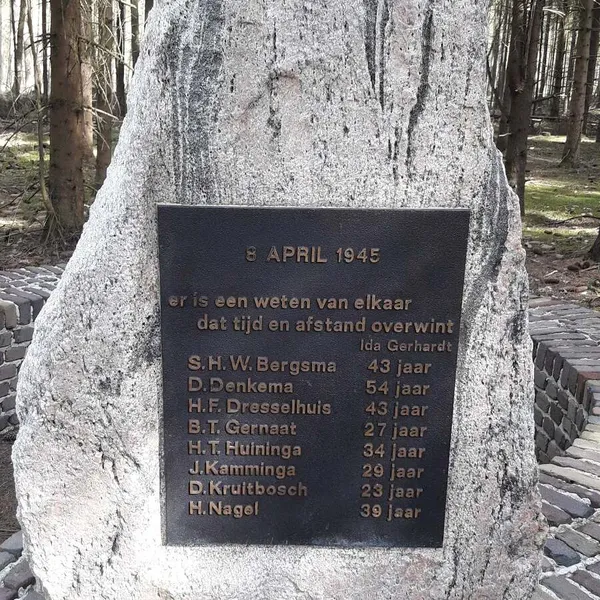 8 APRIL 1945
er is een weten van elkaar
dat tijd en afstand overwint
Ida Gerhardt
S.H.W. Bergsma 43 jaar
D. Denkema 54 jaar
H.F. Dresselhuis 43 jaar
B.T. Gernaat 27 jaar
H.T. Huininga 34 jaar
J. Kamminga 29 jaar
D. Kruitbosch 23 jaar
H. Nagel 39 jaar